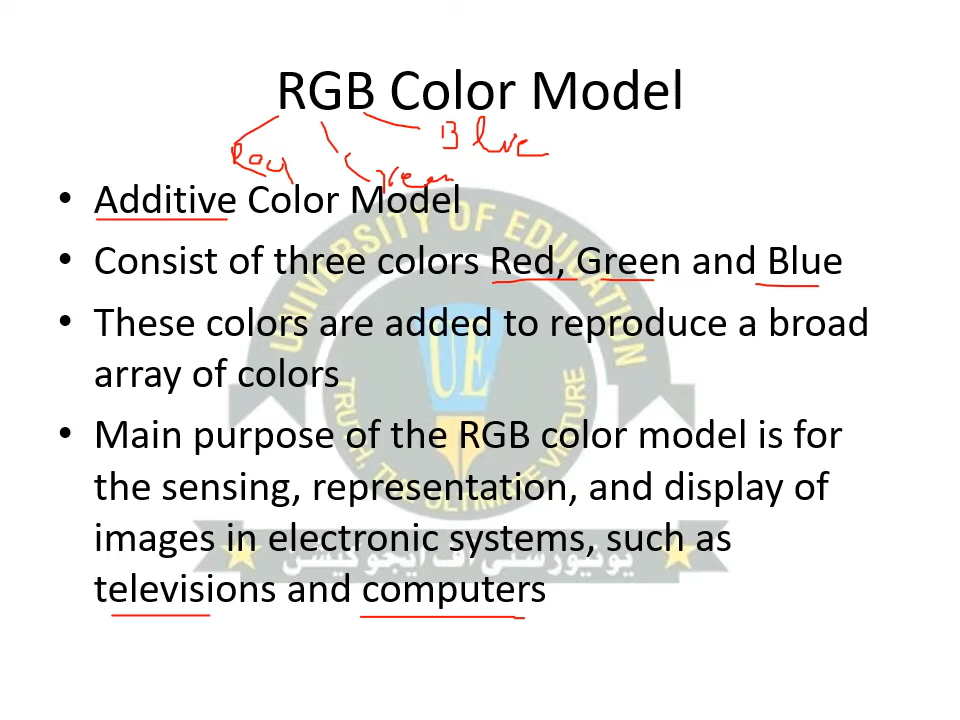 RGB Color Model
Blue
Red
Green
• Additive Color Model
• Consist of three colors Red, Green and Blue
• These colors are added to reproduce a broad
array of colors
• Main purpose of the RGB color model is for
the sensing, representation, and display of
images in electronic systems, such as
televisions and computers
UNIVERSITY OF EDUCATION
UE
TRUTH, THE ULTIMATE VIRTUE
یونیورسٹی آف ایجوکیشن